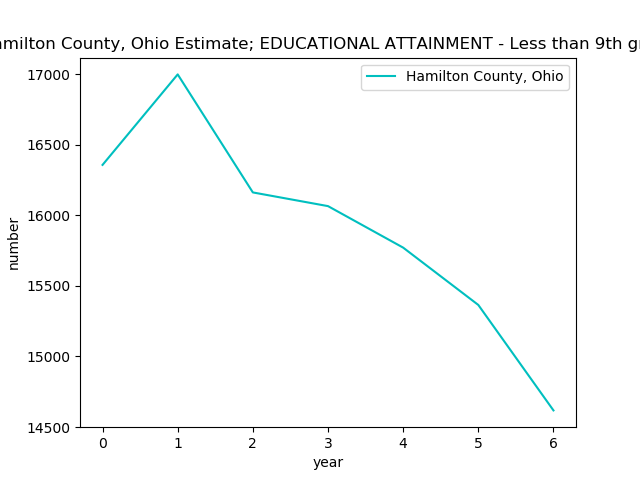 amilton County, Ohio Estimate; EDUCATIONAL ATTAINMENT - Less than 9th gr
Hamilton County, Ohio
17000
16500
16000
15500
15000
14500
number
0 1 2 3 4 5 6
year